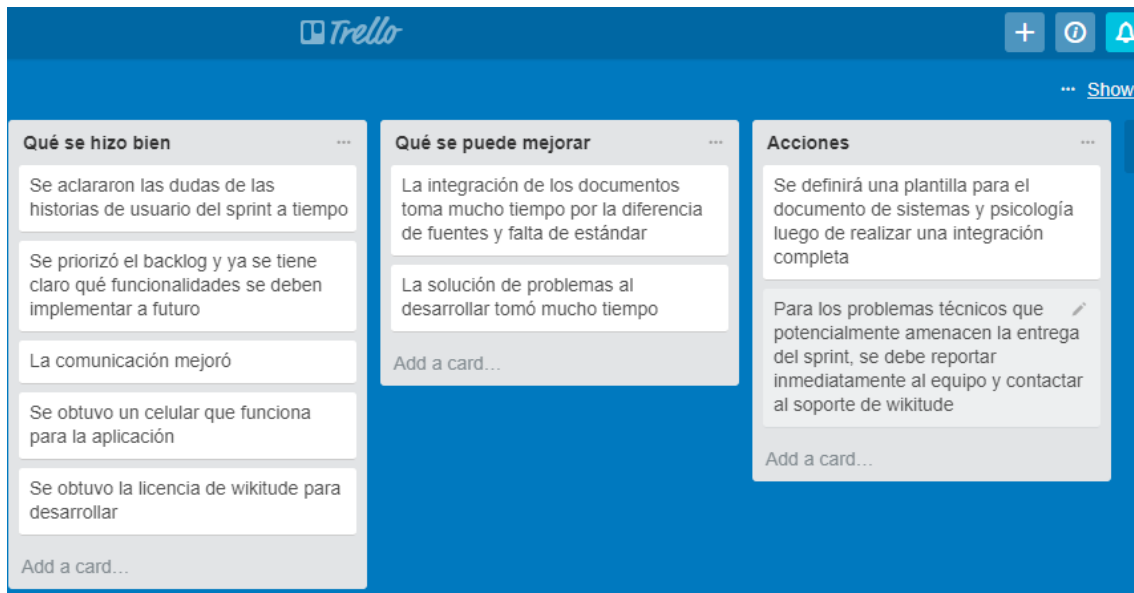 Trello
... Show
Qué se hizo bien ...
Se aclararon las dudas de las
historias de usuario del sprint a tiempo
Se priorizó el backlog y ya se tiene
claro qué funcionalidades se deben
implementar a futuro
La comunicación mejoró
Se obtuvo un celular que funciona
para la aplicación
Se obtuvo la licencia de wikitude para
desarrollar
Add a card...
Qué se puede mejorar ...
La integración de los documentos
toma mucho tiempo por la diferencia
de fuentes y falta de estándar
La solución de problemas al
desarrollar tomó mucho tiempo
Add a card...
Acciones ...
Se definirá una plantilla para el
documento de sistemas y psicología
luego de realizar una integración
completa
Para los problemas técnicos que
potencialmente amenacen la entrega
del sprint, se debe reportar
inmediatamente al equipo y contactar
al soporte de wikitude
Add a card...